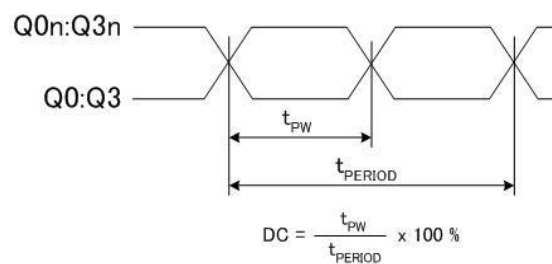 Q0n:Q3n
Q0:Q3
tPW
tPERIOD
DC = tPW / tPERIOD x 100 %